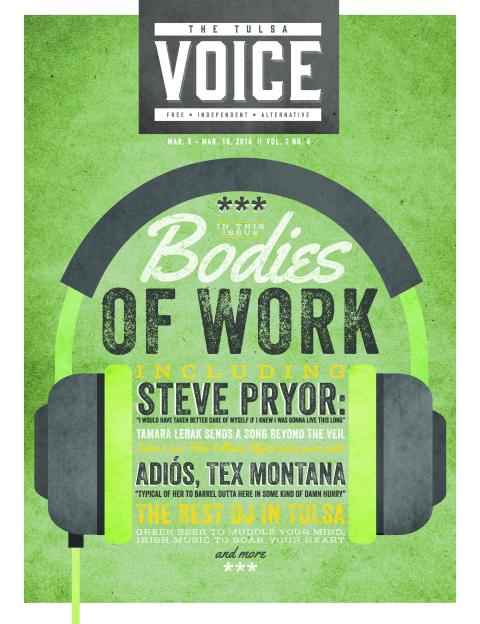 THE TULSA
VOICE
FREE • INDEPENDENT • ALTERNATIVE
MAR. 5 – MAR. 18, 2014 // VOL. 1 NO. 6
***
IN THIS
ISSUE
Bodies
OF WORK
INCLUDING
STEVE PRYOR:
"I WOULD HAVE TAKEN BETTER CARE OF MYSELF IF I KNEW I WAS GONNA LIVE THIS LONG"
TAMARA LEBAK SENDS A SONG BEYOND THE VEIL
Film & Music Office
ADIÓS, TEX MONTANA
"TYPICAL OF HER TO BARREL OUTTA HERE IN SOME KIND OF DAMN HURRY"
THE BEST DJ IN TULSA
GREEN BEER TO MUDDLE YOUR MIND,
IRISH MUSIC TO SOAR YOUR HEART
and more
***